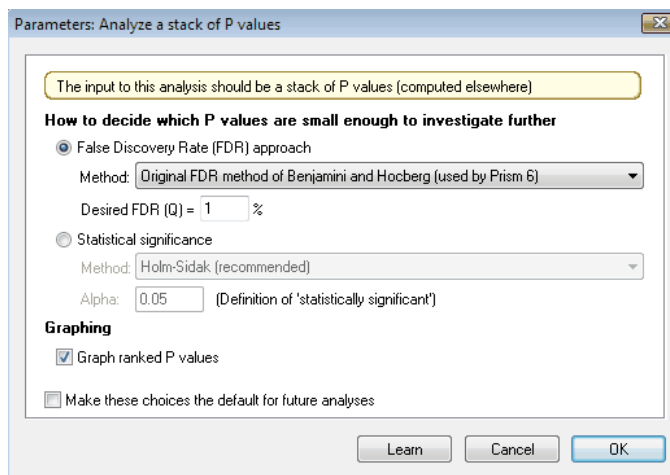 Parameters: Analyze a stack of P values
The input to this analysis should be a stack of P values (computed elsewhere)
How to decide which P values are small enough to investigate further
False Discovery Rate (FDR) approach
Method: Original FDR method of Benjamini and Hocberg (used by Prism 6)
Desired FDR (Q) = 1 %
Statistical significance
Method: Holm-Sidak (recommended)
Alpha: 0.05 (Definition of 'statistically significant')
Graphing
Graph ranked P values
Make these choices the default for future analyses
Learn Cancel OK